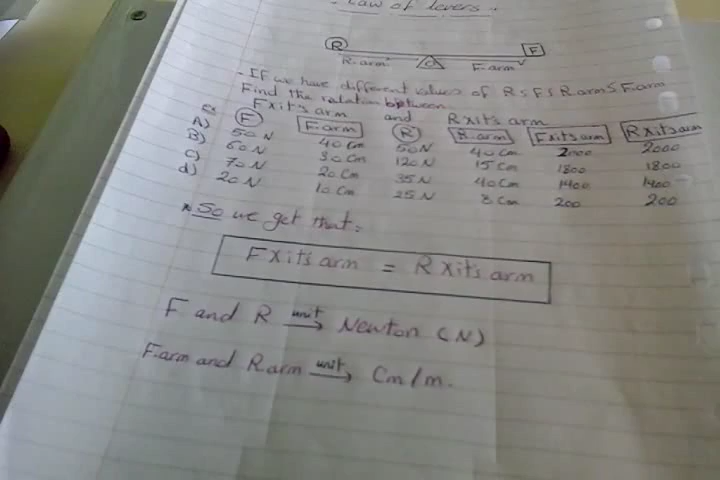 - Law of levers ..
R F
R.arm F.arm
- If we have different values of R & F & R arm & F arm
Find the relation between
F x its arm and R x its arm
Ex F F.arm R R.arm F x its arm R x its arm
A) 50 N 40 Cm 50 N 40 Cm 2000 2000
B) 60 N 30 Cm 120 N 15 Cm 1800 1800
C) 70 N 20 Cm 35 N 40 Cm 1400 1400
d) 20 N 10 Cm 25 N 8 Cm 200 200
* So we get that:
F x its arm = R x its arm
F and R unit → Newton (N)
F.arm and R.arm unit → Cm/m.